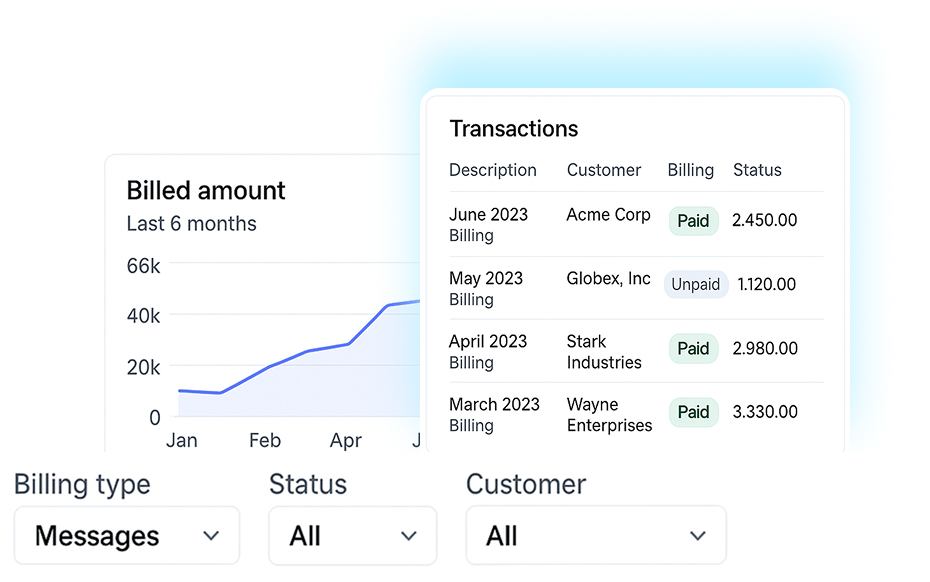 Billed amount
Last 6 months
66k
40k
20k
0
Jan Feb Apr J
Transactions
Description Customer Billing Status
June 2023 Acme Corp Paid 2.450.00
Billing
May 2023 Globex, Inc Unpaid 1.120.00
Billing
April 2023 Stark Paid 2.980.00
Billing Industries
March 2023 Wayne Paid 3.330.00
Billing Enterprises
Billing type Status Customer
Messages All All